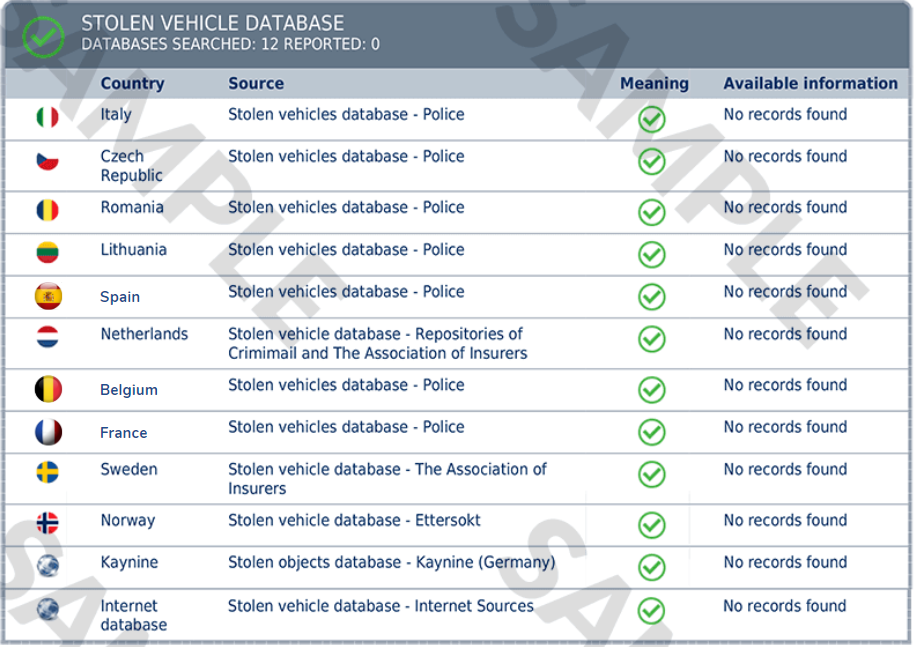 STOLEN VEHICLE DATABASE
DATABASES SEARCHED: 12 REPORTED: 0
Country Source Meaning Available information
Italy Stolen vehicles database - Police No records found
Czech Republic Stolen vehicles database - Police No records found
Romania Stolen vehicles database - Police No records found
Lithuania Stolen vehicles database - Police No records found
Spain Stolen vehicles database - Police No records found
Netherlands Stolen vehicle database - Repositories of No records found
Crimimail and The Association of Insurers
Belgium Stolen vehicles database - Police No records found
France Stolen vehicles database - Police No records found
Sweden Stolen vehicle database - The Association of No records found
Insurers
Norway Stolen vehicle database - Ettersokt No records found
Kaynine Stolen objects database - Kaynine (Germany) No records found
Internet database Stolen vehicle database - Internet Sources No records found
SAMPLE
SAMPLE
SA
SA